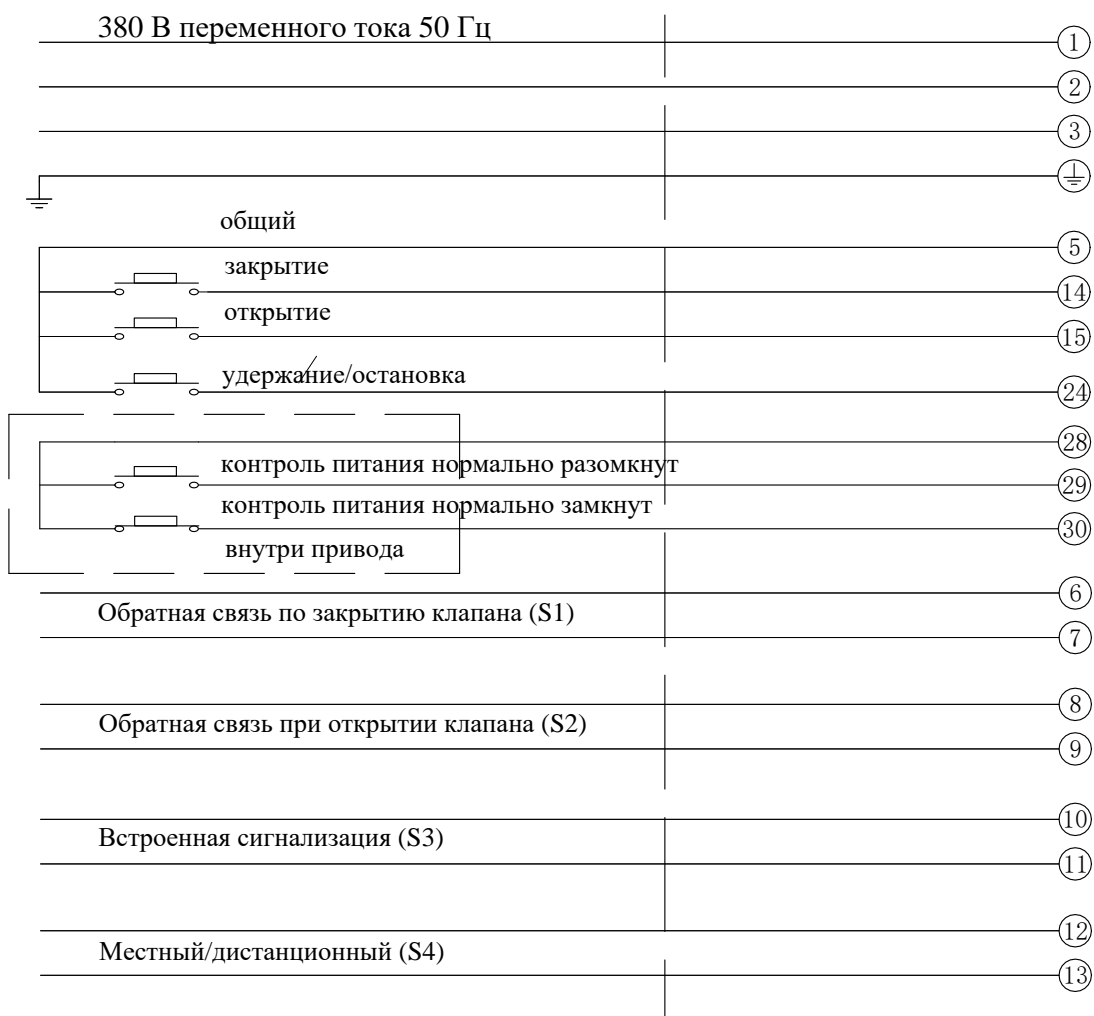 380 В переменного тока 50 Гц
1
2
3
общий
5
закрытие
14
открытие
15
удержание/остановка
24
28
контроль питания нормально разомкнут
29
контроль питания нормально замкнут
30
внутри привода
6
Обратная связь по закрытию клапана (S1)
7
8
Обратная связь при открытии клапана (S2)
9
10
Встроенная сигнализация (S3)
11
12
Местный/дистанционный (S4)
13